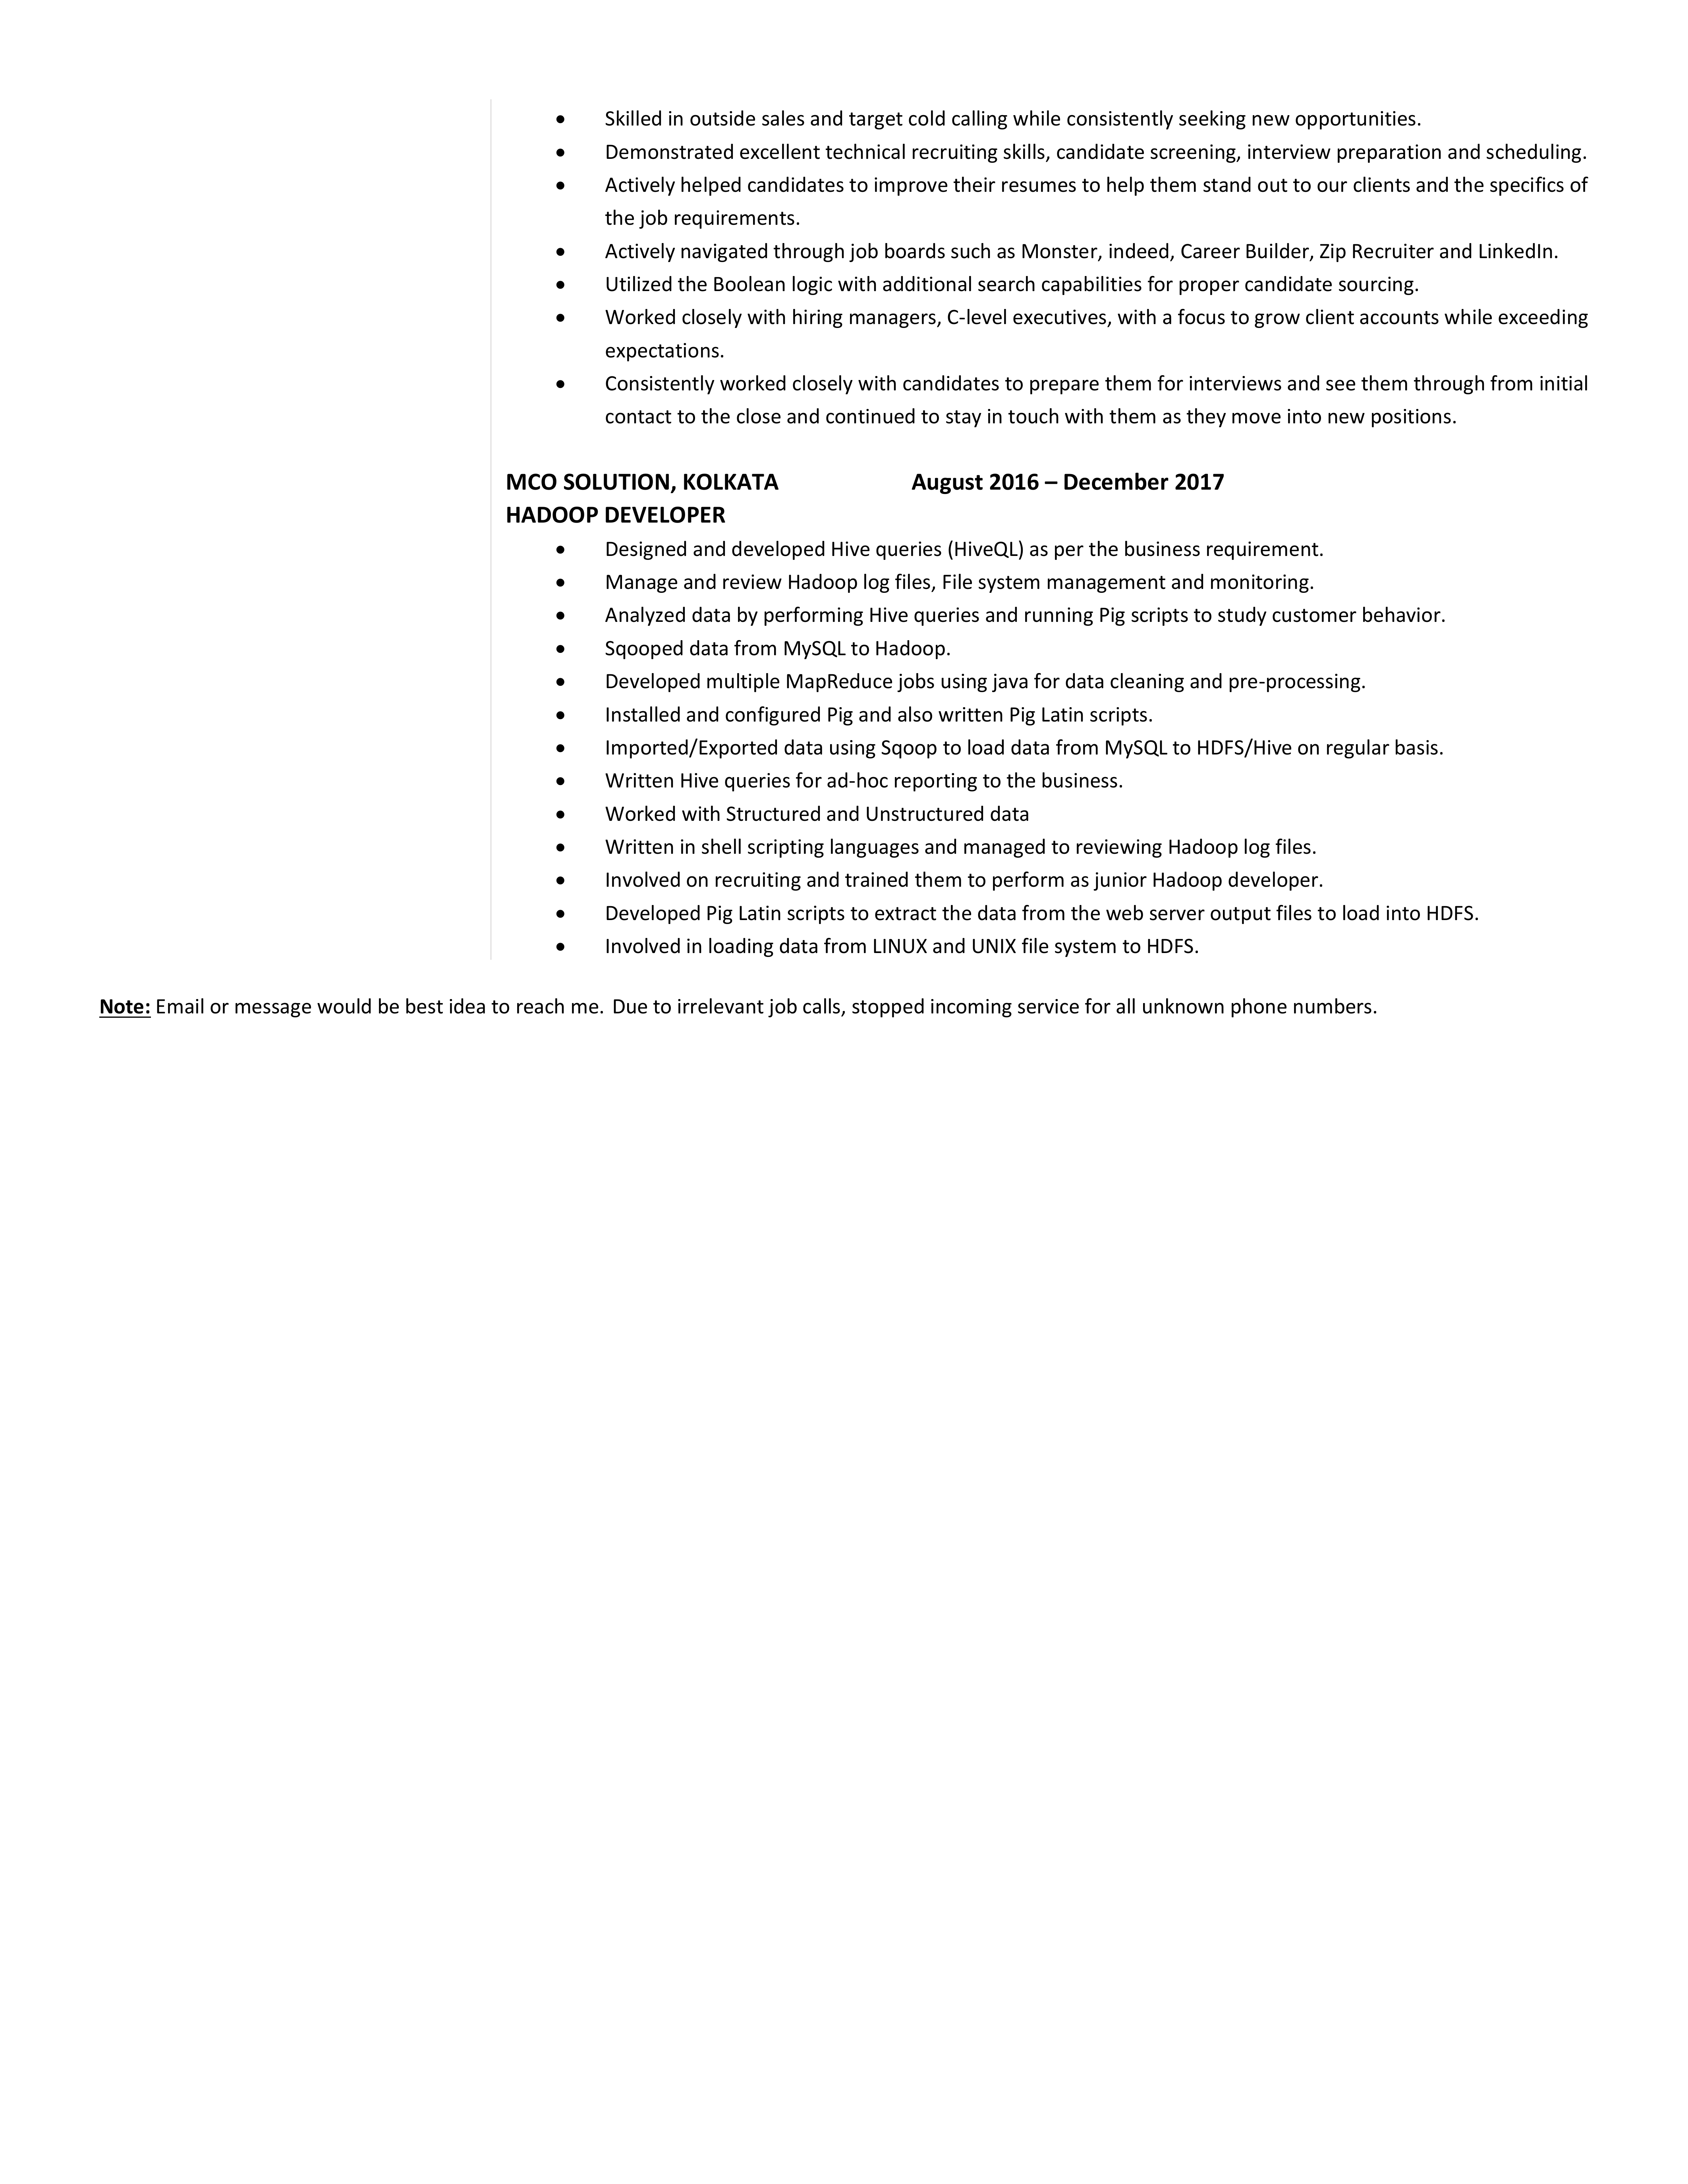 • Skilled in outside sales and target cold calling while consistently seeking new opportunities.
• Demonstrated excellent technical recruiting skills, candidate screening, interview preparation and scheduling.
• Actively helped candidates to improve their resumes to help them stand out to our clients and the specifics of
the job requirements.
• Actively navigated through job boards such as Monster, indeed, Career Builder, Zip Recruiter and LinkedIn.
• Utilized the Boolean logic with additional search capabilities for proper candidate sourcing.
• Worked closely with hiring managers, C-level executives, with a focus to grow client accounts while exceeding
expectations.
• Consistently worked closely with candidates to prepare them for interviews and see them through from initial
contact to the close and continued to stay in touch with them as they move into new positions.
MCO SOLUTION, KOLKATA August 2016 – December 2017
HADOOP DEVELOPER
• Designed and developed Hive queries (HiveQL) as per the business requirement.
• Manage and review Hadoop log files, File system management and monitoring.
• Analyzed data by performing Hive queries and running Pig scripts to study customer behavior.
• Sqooped data from MySQL to Hadoop.
• Developed multiple MapReduce jobs using java for data cleaning and pre-processing.
• Installed and configured Pig and also written Pig Latin scripts.
• Imported/Exported data using Sqoop to load data from MySQL to HDFS/Hive on regular basis.
• Written Hive queries for ad-hoc reporting to the business.
• Worked with Structured and Unstructured data
• Written in shell scripting languages and managed to reviewing Hadoop log files.
• Involved on recruiting and trained them to perform as junior Hadoop developer.
• Developed Pig Latin scripts to extract the data from the web server output files to load into HDFS.
• Involved in loading data from LINUX and UNIX file system to HDFS.
Note: Email or message would be best idea to reach me. Due to irrelevant job calls, stopped incoming service for all unknown phone numbers.